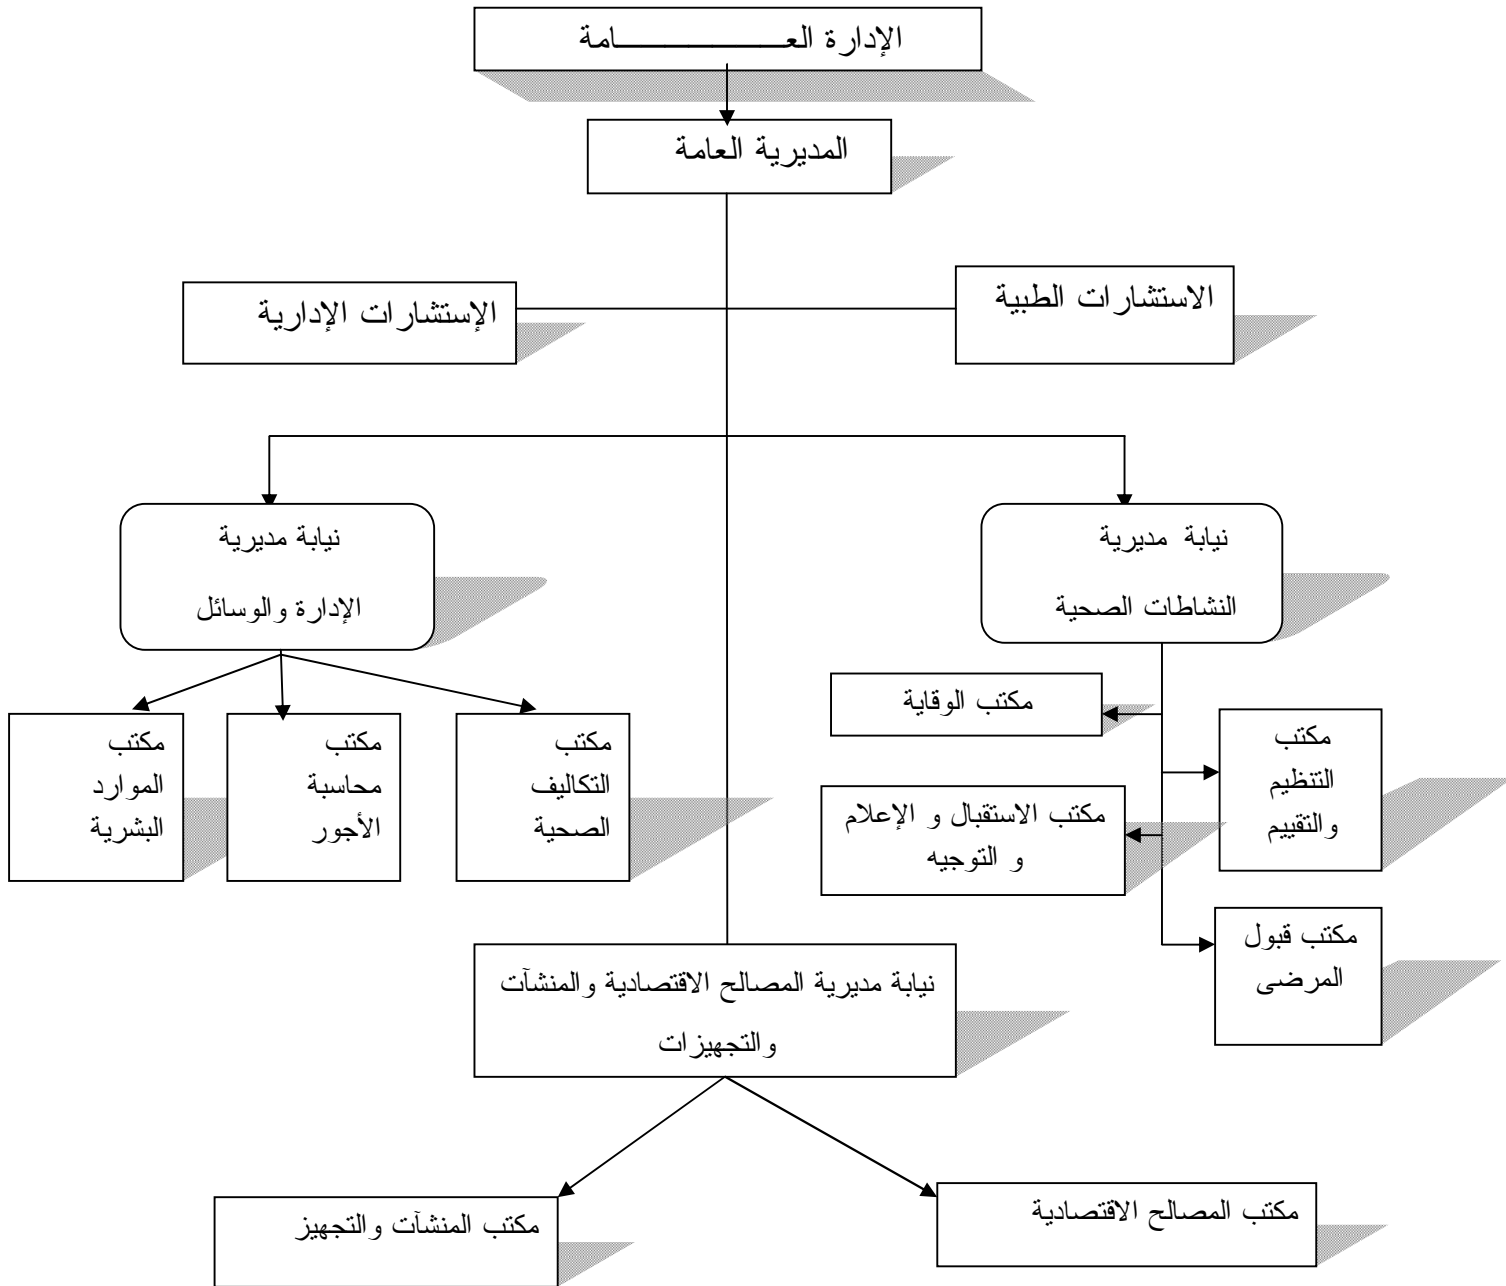 الإدارة العـــــــــــــامة
المديرية العامة
الاستشارات الطبية
الإستشارات الإدارية
نيابة مديرية
النشاطات الصحية
نيابة مديرية
الإدارة والوسائل
مكتب الوقاية
مكتب
التنظيم
والتقييم
مكتب الاستقبال و الإعلام
و التوجيه
مكتب قبول
المرضى
مكتب
التكاليف
الصحية
مكتب
محاسبة
الأجور
مكتب
الموارد
البشرية
نيابة مديرية المصالح الاقتصادية والمنشآت
والتجهيزات
مكتب المصالح الاقتصادية
مكتب المنشآت والتجهيز